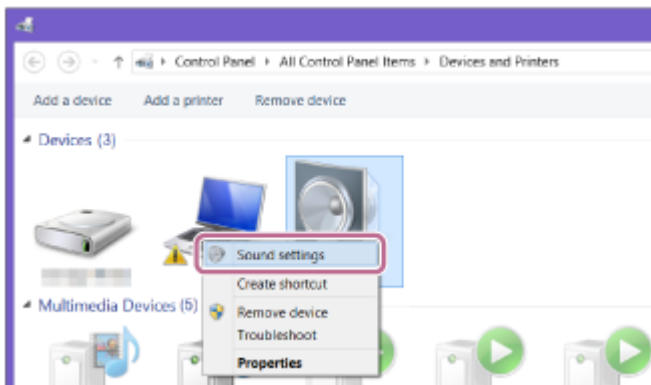 Control Panel All Control Panel Items Devices and Printers
Add a device Add a printer Remove device
Devices (3)
Sound settings
Create shortcut
Multimedia Devices (5)
Remove device
Troubleshoot
Properties